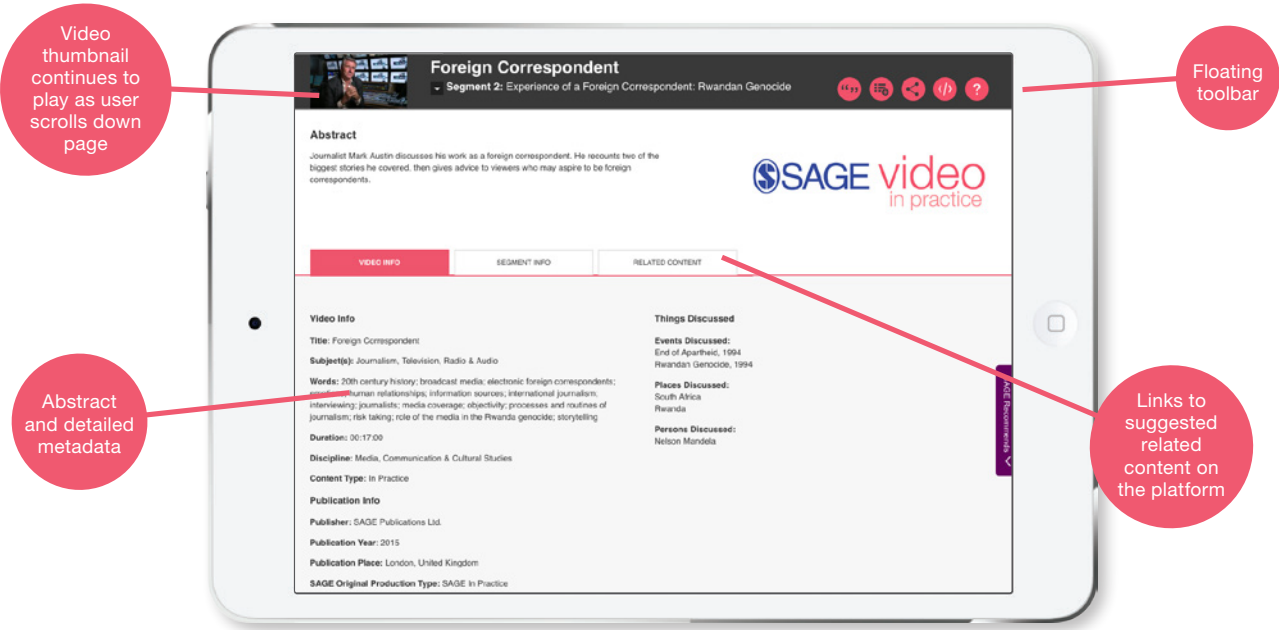 Video
thumbnail
continues to
play as user
scrolls down
page
Floating
toolbar
Abstract
and detailed
metadata
Links to
suggested
related
content on
the platform
Foreign Correspondent
Segment 2: Experience of a Foreign Correspondent: Rwandan Genocide
“ ” </> ?
Abstract
Journalist Mark Austin discusses his work as a foreign correspondent. He recounts two of the
biggest stories he covered, then gives advice to viewers who may aspire to be foreign
correspondents.
SSAGE video
in practice
VIDEO INFO
SEGMENT INFO
RELATED CONTENT
Video Info
Title: Foreign Correspondent
Subject(s): Journalism, Television, Radio & Audio
Words: 20th century history; broadcast media; electronic foreign correspondents;
human relationships; information sources; international journalism;
interviewing; journalists; media coverage; objectivity; processes and routines of
journalism; risk taking; role of the media in the Rwanda genocide; storytelling
Duration: 00:17:00
Discipline: Media, Communication & Cultural Studies
Content Type: In Practice
Publication Info
Publisher: SAGE Publications Ltd.
Publication Year: 2015
Publication Place: London, United Kingdom
SAGE Original Production Type: SAGE In Practice
Things Discussed
Events Discussed:
End of Apartheid, 1994
Rwandan Genocide, 1994
Places Discussed:
South Africa
Rwanda
Persons Discussed:
Nelson Mandela
SAGE Recommends